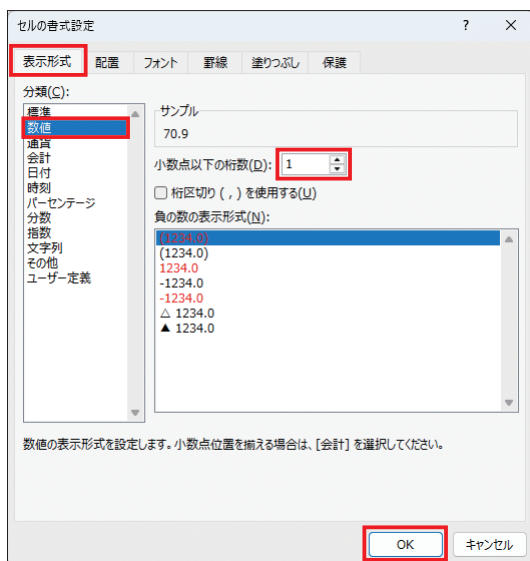 セルの書式設定 ? ×
表示形式 配置 フォント 罫線 塗りつぶし 保護
分類(C):
標準
数値
通貨
会計
日付
時刻
パーセンテージ
分数
指数
文字列
その他
ユーザー定義
サンプル
70.9
小数点以下の桁数(D): 1
桁区切り ( , ) を使用する(U)
負の数の表示形式(N):
(1234.0)
(1234.0)
1234.0
-1234.0
-1234.0
△ 1234.0
▲ 1234.0
数値の表示形式を設定します。小数点位置を揃える場合は、[会計] を選択してください。
OK キャンセル